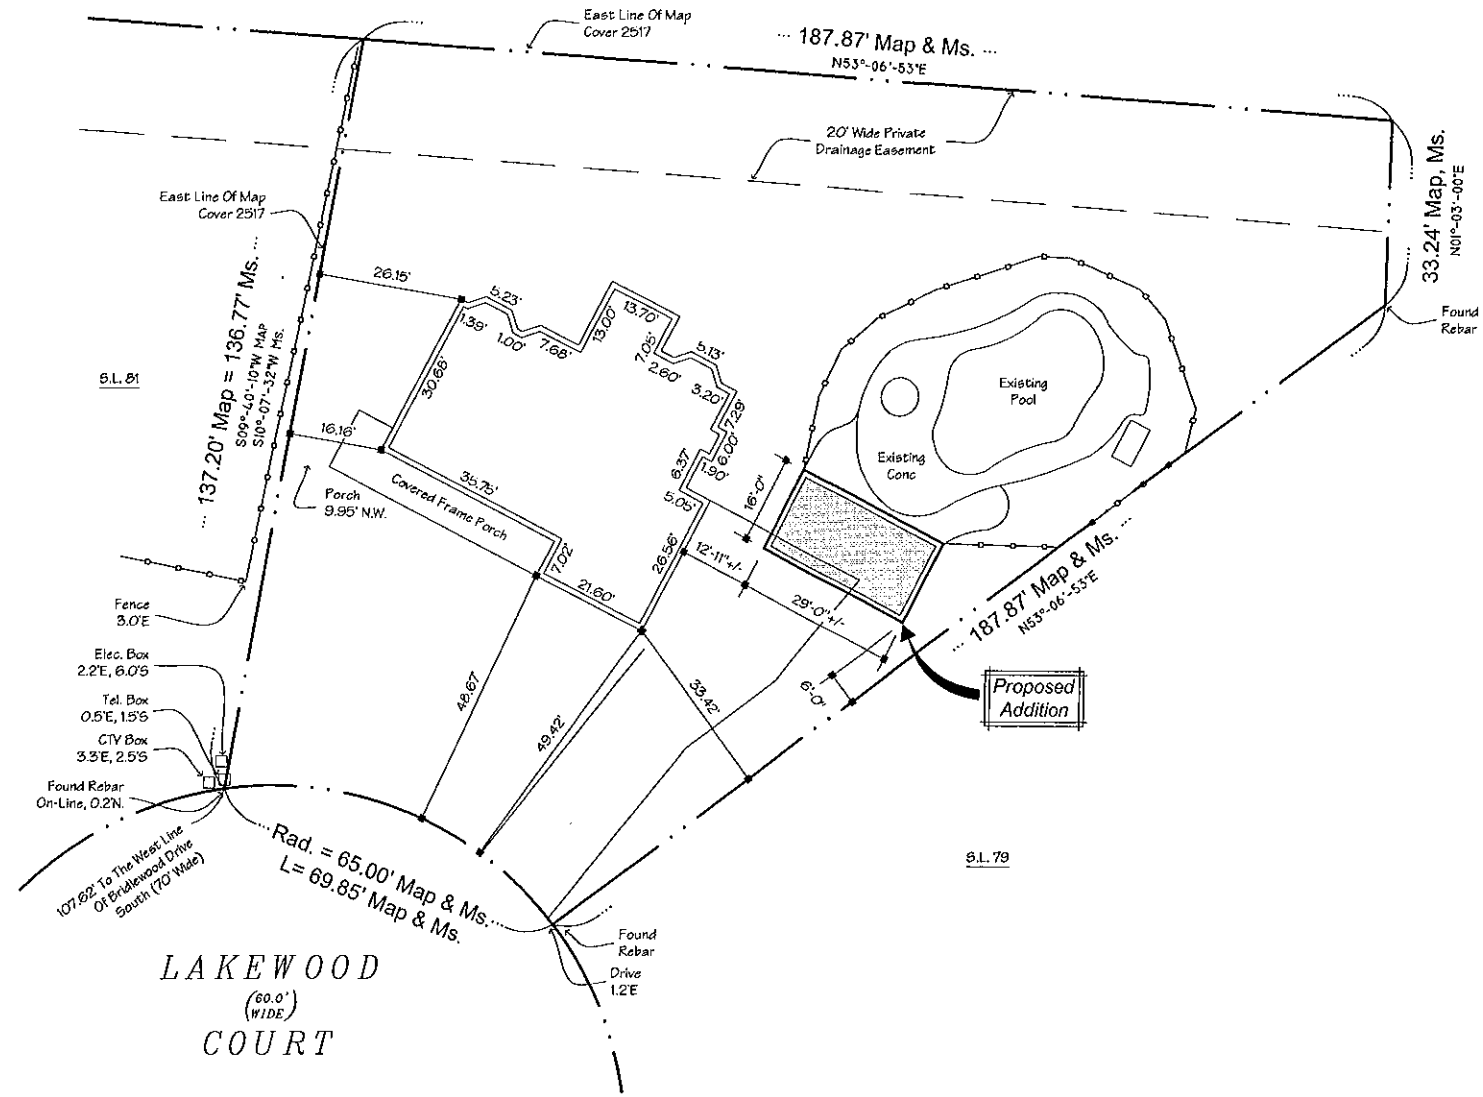 East Line Of Map
Cover 2517
187.87' Map & Ms.
N53°-06'-53"E
20' Wide Private
Drainage Easement
33.24' Map, Ms.
N01°-03'-00"E
Found
Rebar
East Line Of Map
Cover 2517
137.20' Map = 136.77' Ms.
S09°-40'-10"W MAP
S10°-07'-32"W Ms.
S.L. 81
26.15'
5.23'
1.39'
1.00'
7.68'
13.00'
13.70'
7.05'
2.60'
5.13'
3.20'
7.29'
6.00'
1.90'
6.37'
5.05'
30.68'
16.16'
35.75'
Covered Frame Porch
Porch
9.95' N.W.
7.02'
21.60'
26.56'
Existing
Pool
Existing
Conc
16'-0"
12'-11"+/-
29'-0"+/-
6'-0"
187.87' Map & Ms.
N53°-06'-53"E
Proposed
Addition
Fence
3.0'E
Elec. Box
2.2'E, 6.0'S
Tel. Box
0.5'E, 1.5'S
CTV Box
3.3'E, 2.5'S
Found Rebar
On-Line, 0.2'N.
107.62' To The West Line
Of Bridlewood Drive
South (70' Wide)
48.67
49.42'
33.42'
Rad. = 65.00' Map & Ms.
L= 69.85' Map & Ms.
S.L. 79
Found
Rebar
Drive
1.2'E
LAKEWOOD
(60.0'
WIDE)
COURT